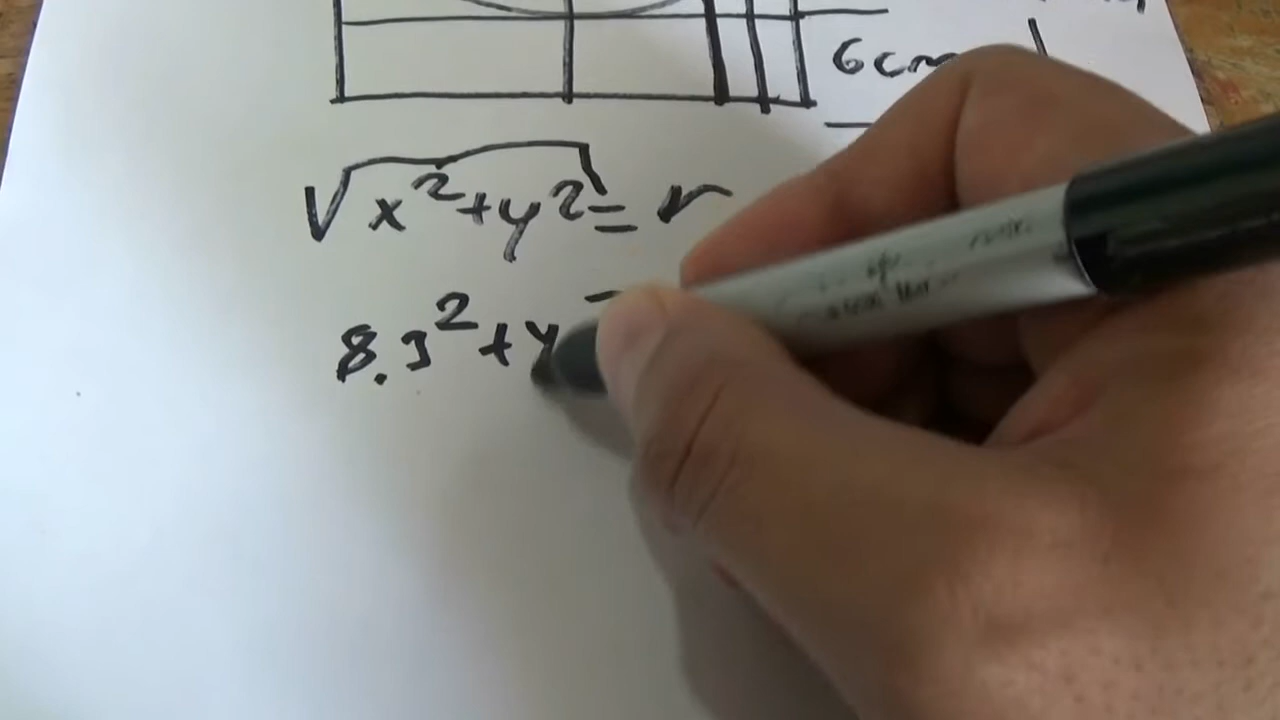 6cm
√x²+y² = r
8.3²+y